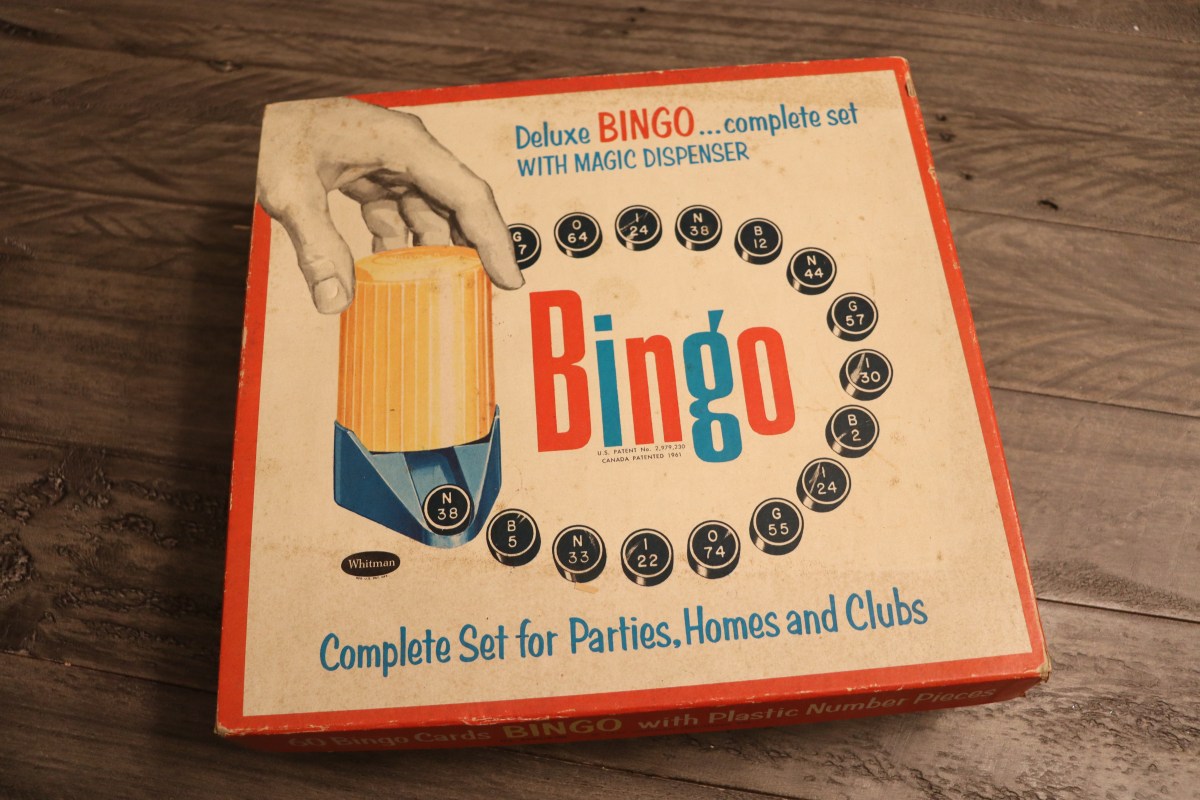 Deluxe BINGO...complete set
WITH MAGIC DISPENSER
G
7
O
64
I
24
N
38
B
12
N
44
G
57
I
30
B
2
I
24
G
55
O
74
I
22
N
33
B
5
N
38
Bingo
U.S. PATENT No. 2,979,230
CANADA PATENTED 1961
Whitman
Complete Set for Parties, Homes and Clubs
60 Bingo Cards BINGO with Plastic Number Pieces